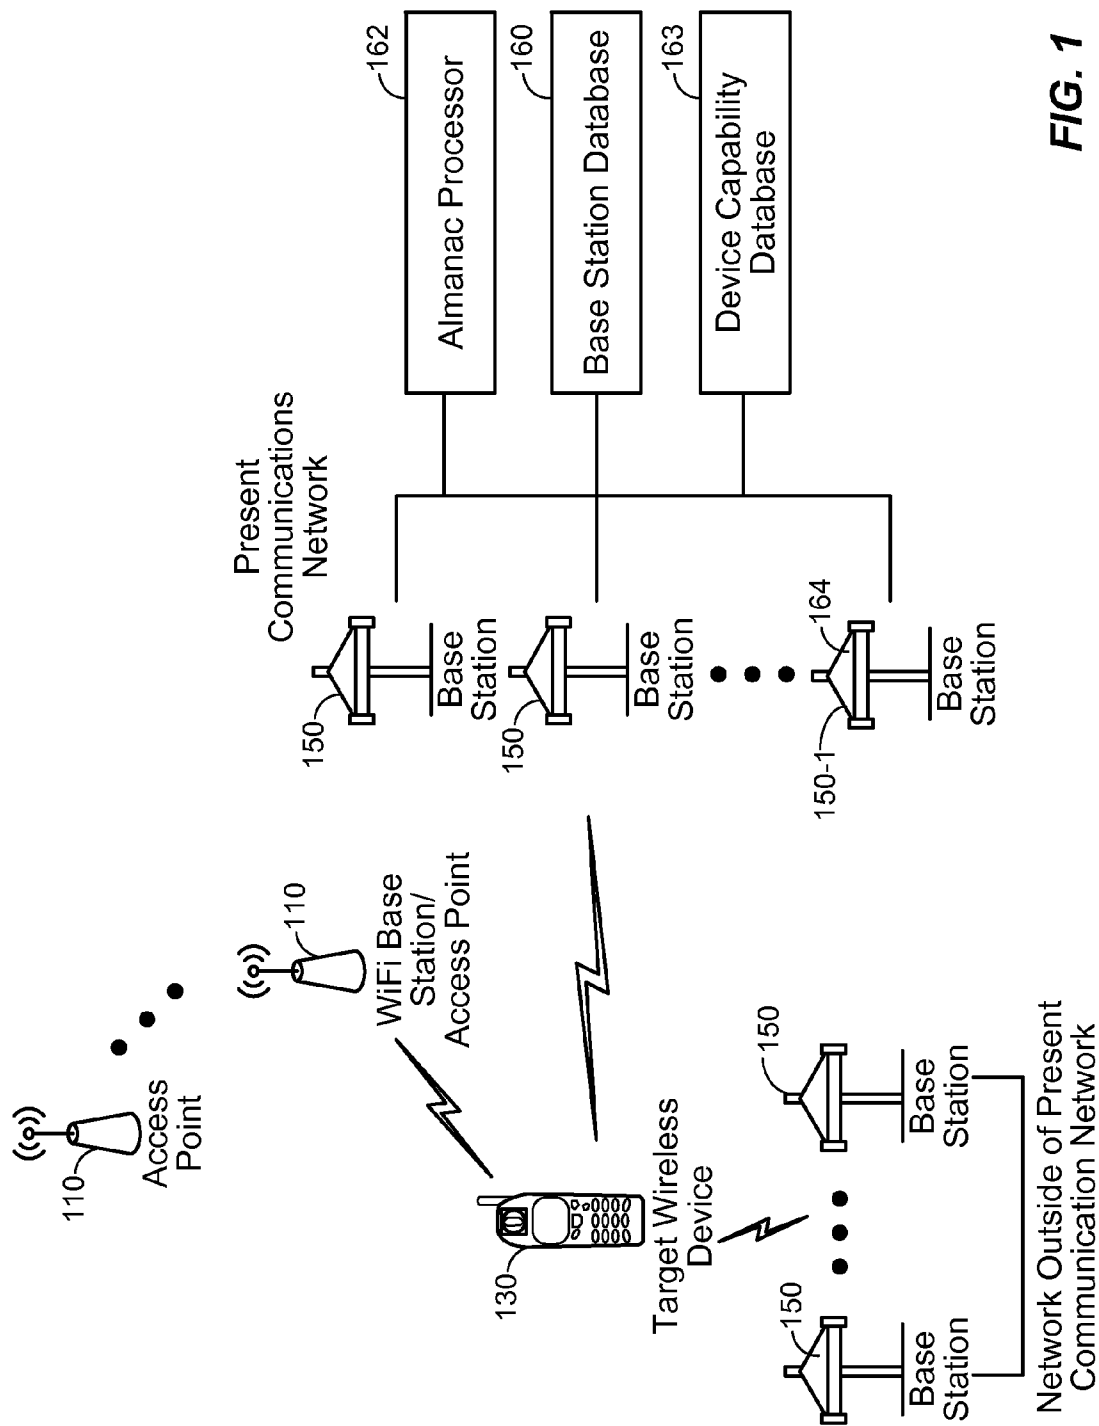 110
Access
Point
110
WiFi Base
Station/
Access Point
130
Target Wireless
Device
Present
Communications
Network
150
Base
Station
150
Base
Station
150-1
164
Base
Station
162
Almanac Processor
160
Base Station Database
163
Device Capability
Database
150
Base
Station
150
Base
Station
Network Outside of Present
Communication Network
FIG. 1